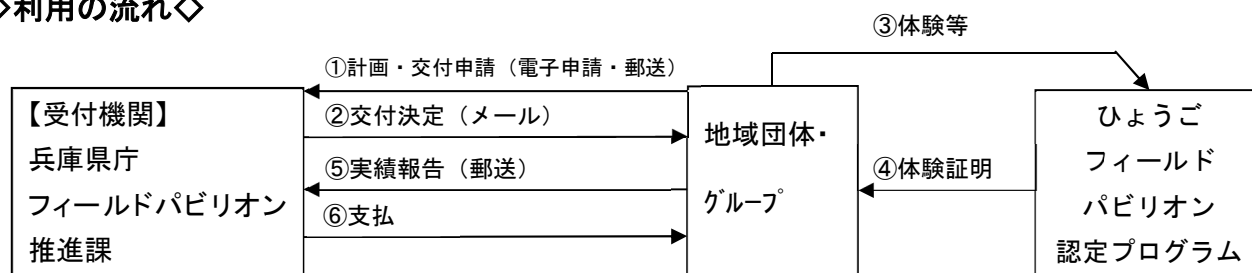 ◇利用の流れ◇
③体験等
①計画・交付申請（電子申請・郵送）
【受付機関】
兵庫県庁
フィールドパビリオン
推進課
②交付決定（メール）
⑤実績報告（郵送）
⑥支払
地域団体・
ｸﾞﾙｰﾌﾟ
④体験証明
ひょうご
フィールド
パビリオン
認定プログラム